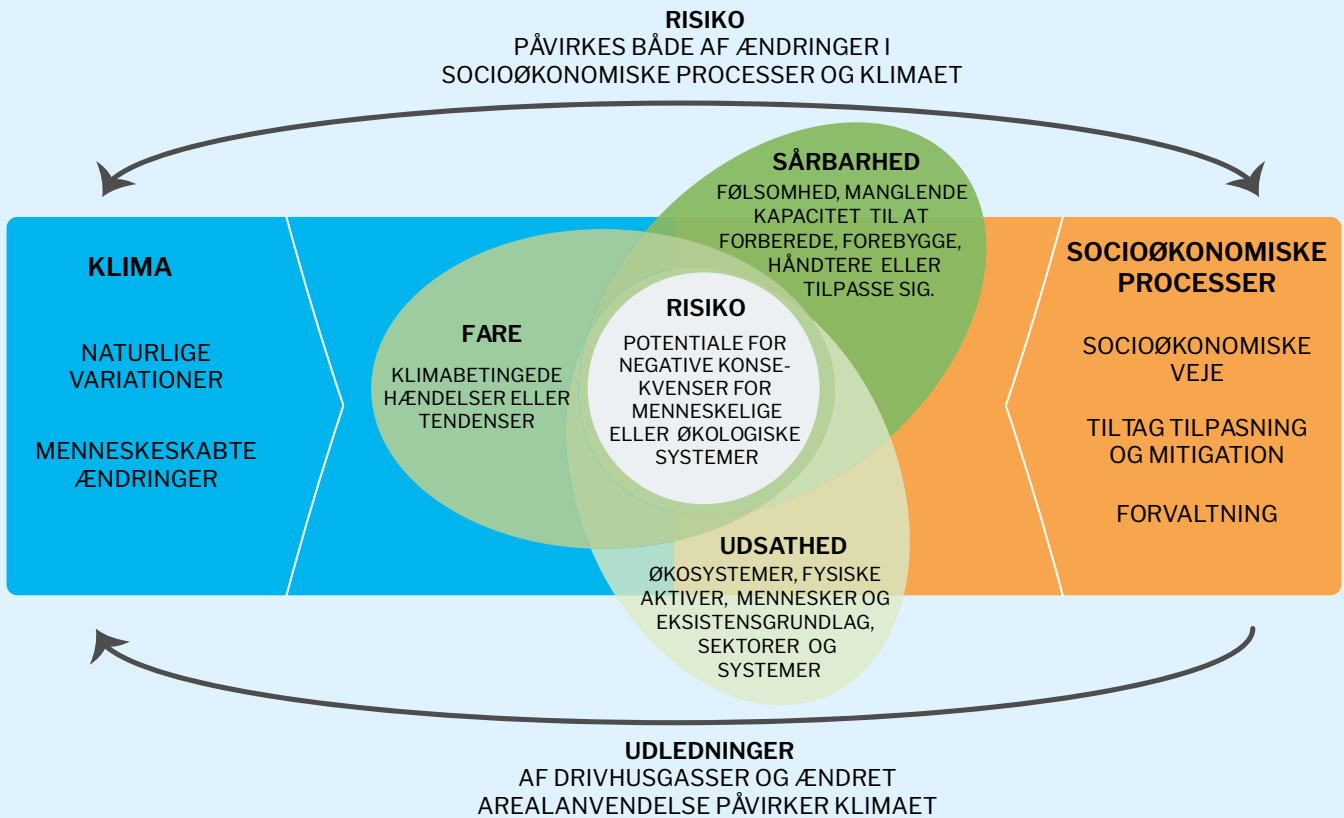 RISIKO
PÅVIRKES BÅDE AF ÆNDRINGER I
SOCIOØKONOMISKE PROCESSER OG KLIMAET
KLIMA
NATURLIGE
VARIATIONER
MENNESKESKABTE
ÆNDRINGER
FARE
KLIMABETINGEDE
HÆNDELSER ELLER
TENDENSER
RISIKO
POTENTIALE FOR
NEGATIVE KONSE-
KVENSER FOR
MENNESKELIGE
ELLER ØKOLOGISKE
SYSTEMER
SÅRBARHED
FØLSOMHED, MANGLENDE
KAPACITET TIL AT
FORBEREDE, FOREBYGGE,
HÅNDTERE ELLER
TILPASSE SIG.
UDSATHED
ØKOSYSTEMER, FYSISKE
AKTIVER, MENNESKER OG
EKSISTENSGRUNDLAG,
SEKTORER OG
SYSTEMER
SOCIOØKONOMISKE
PROCESSER
SOCIOØKONOMISKE
VEJE
TILTAG TILPASNING
OG MITIGATION
FORVALTNING
UDLEDNINGER
AF DRIVHUSGASSER OG ÆNDRET
AREALANVENDELSE PÅVIRKER KLIMAET